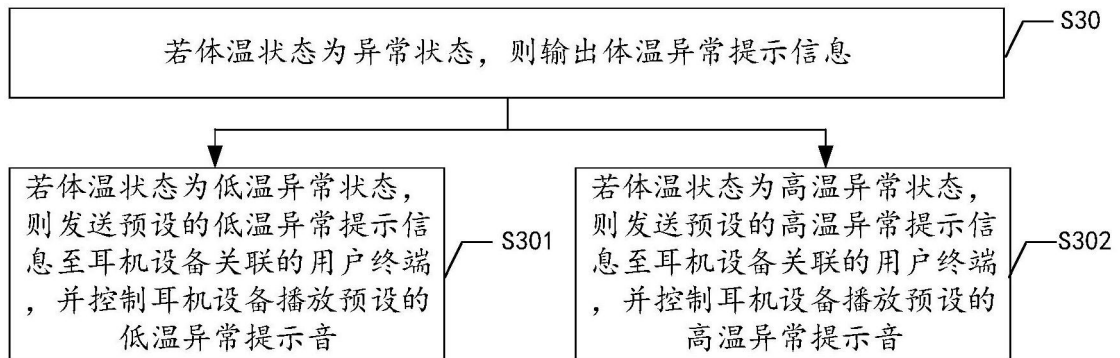 S30
若体温状态为异常状态，则输出体温异常提示信息
若体温状态为低温异常状态，
则发送预设的低温异常提示信
息至耳机设备关联的用户终端
，并控制耳机设备播放预设的
低温异常提示音
S301
若体温状态为高温异常状态，
则发送预设的高温异常提示信
息至耳机设备关联的用户终端
，并控制耳机设备播放预设的
高温异常提示音
S302